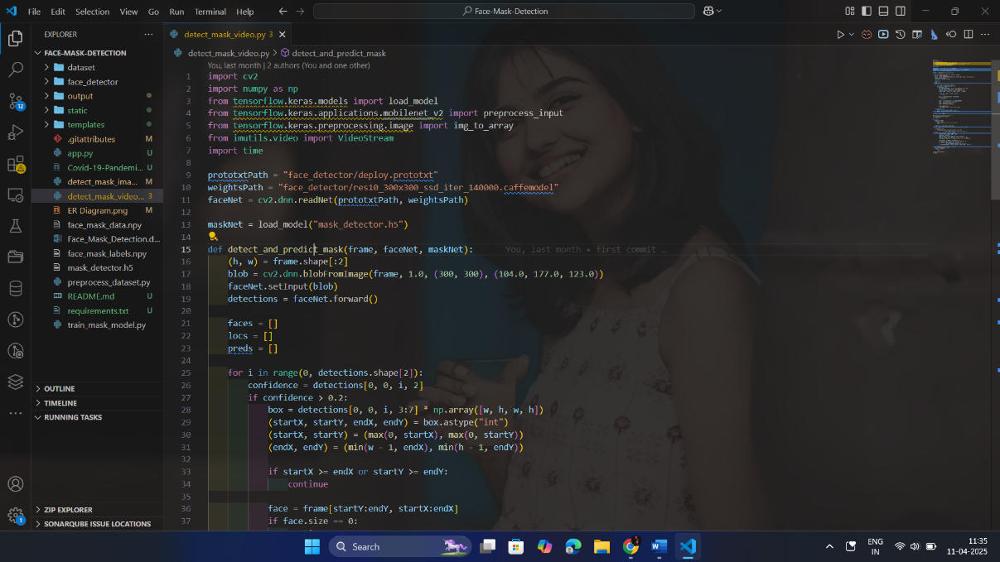 File Edit Selection View Go Run Terminal Help
Face-Mask-Detection
EXPLORER
FACE-MASK-DETECTION
dataset
face_detector
output
static
templates
.gitattributes M
app.py U
Covid-19-Pandemi... U
detect_mask_ima... M
detect_mask_video... 3
ER Diagram.png M
face_mask_data.npy
Face_Mask_Detection.d...
face_mask_labels.npy
mask_detector.h5
preprocess_dataset.py
README.md U
requirements.txt U
train_mask_model.py
OUTLINE
TIMELINE
RUNNING TASKS
ZIP EXPLORER
SONARQUBE ISSUE LOCATIONS
12
1
detect_mask_video.py 3
detect_mask_video.py > detect_and_predict_mask
You, last month | 2 authors (You and one other)
1 import cv2
2 import numpy as np
3 from tensorflow.keras.models import load_model
4 from tensorflow.keras.applications.mobilenet_v2 import preprocess_input
5 from tensorflow.keras.preprocessing.image import img_to_array
6 from imutils.video import VideoStream
7 import time
8
9 prototxtPath = "face_detector/deploy.prototxt"
10 weightsPath = "face_detector/res10_300x300_ssd_iter_140000.caffemodel"
11 faceNet = cv2.dnn.readNet(prototxtPath, weightsPath)
12
13 maskNet = load_model("mask_detector.h5")
14
15 def detect_and_predict_mask(frame, faceNet, maskNet): You, last month • first commit …
16 (h, w) = frame.shape[:2]
17 blob = cv2.dnn.blobFromImage(frame, 1.0, (300, 300), (104.0, 177.0, 123.0))
18 faceNet.setInput(blob)
19 detections = faceNet.forward()
20
21 faces = []
22 locs = []
23 preds = []
24
25 for i in range(0, detections.shape[2]):
26 confidence = detections[0, 0, i, 2]
27 if confidence > 0.2:
28 box = detections[0, 0, i, 3:7] * np.array([w, h, w, h])
29 (startX, startY, endX, endY) = box.astype("int")
30 (startX, startY) = (max(0, startX), max(0, startY))
31 (endX, endY) = (min(w - 1, endX), min(h - 1, endY))
32
33 if startX >= endX or startY >= endY:
34 continue
35
36 face = frame[startY:endY, startX:endX]
37 if face.size == 0:
Search
ENG
IN
11:35
11-04-2025